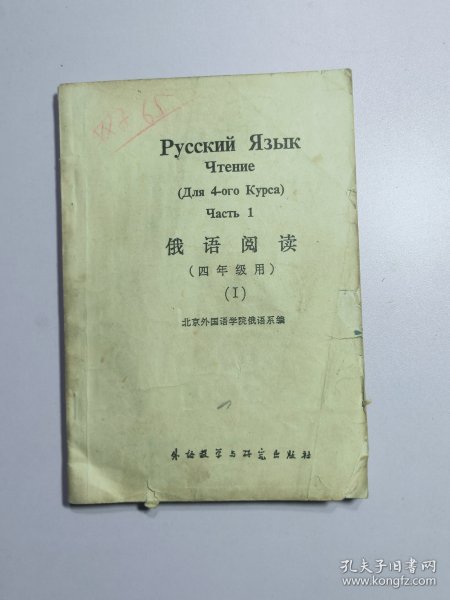 Русский Язык
Чтение
(Для 4-ого Курса)
Часть 1
俄语阅读
(四年级用)
(I)
北京外国语学院俄语系编
外语教学与研究出版社
孔夫子旧书网
www.kongfz.com